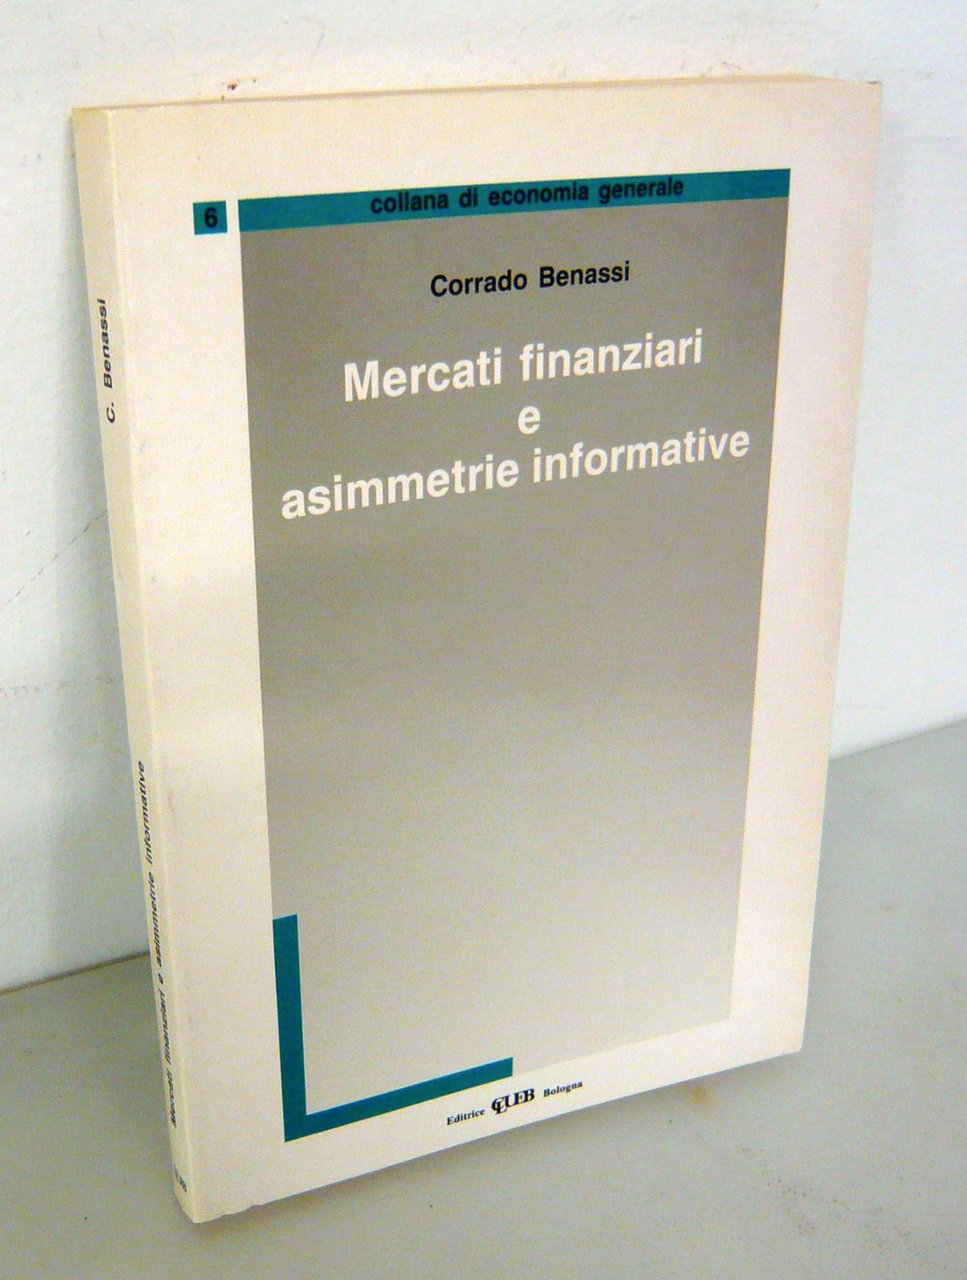 6
collana di economia generale
Corrado Benassi
Mercati finanziari
e
asimmetrie informative
Editrice CLUEB Bologna
C. Benassi
Mercati finanziari e asimmetrie informative